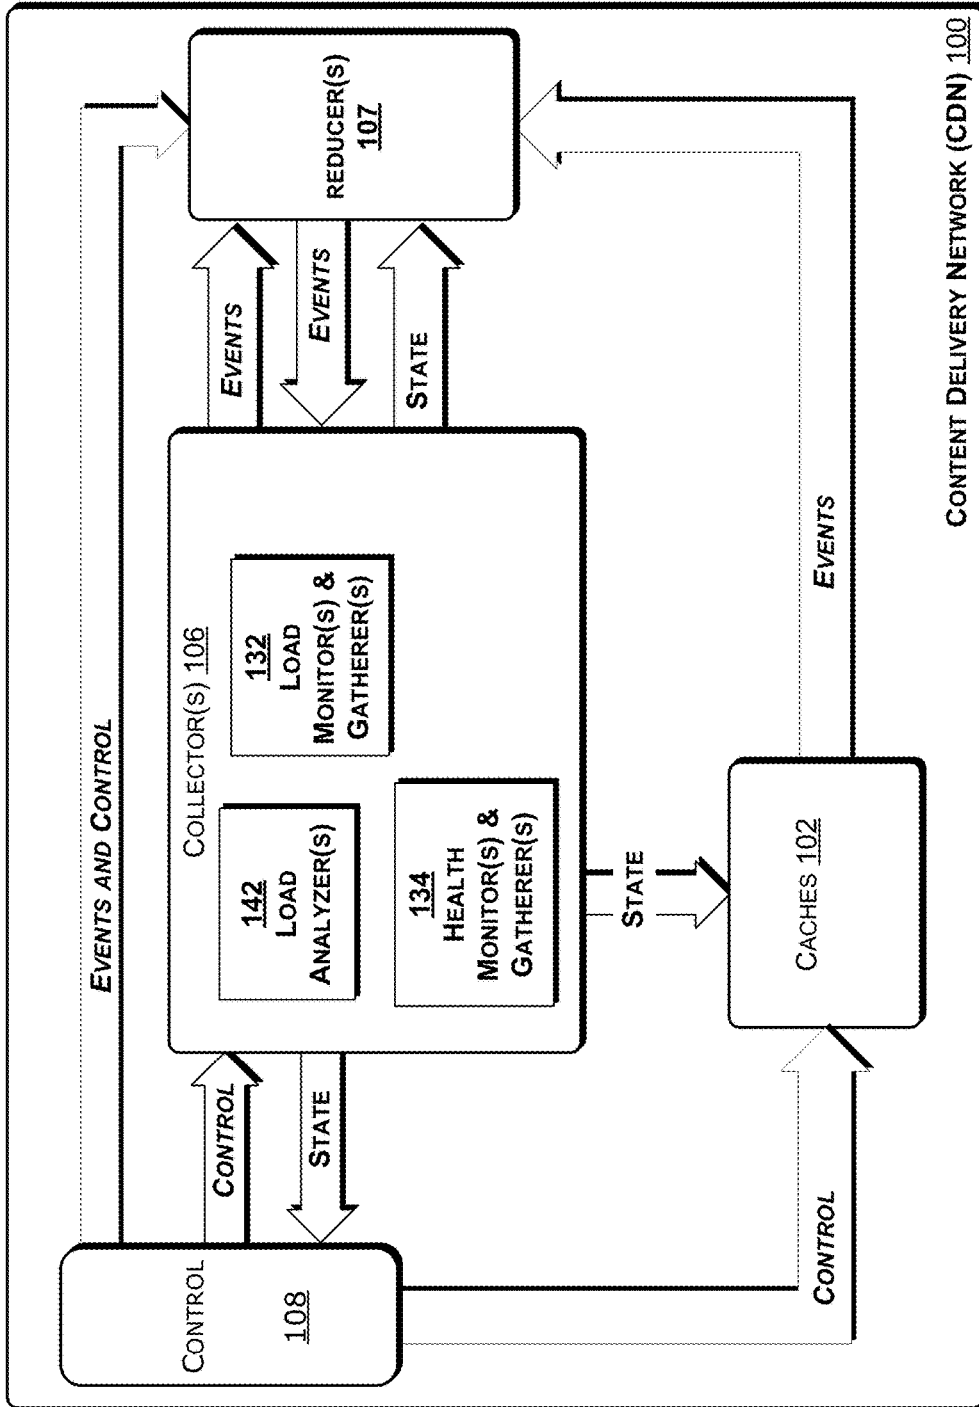 EVENTS AND CONTROL
CONTROL
108
CONTROL
STATE
COLLECTOR(S) 106
142
LOAD
ANALYZER(S)
132
LOAD
MONITOR(S) &
GATHERER(S)
134
HEALTH
MONITOR(S) &
GATHERER(S)
EVENTS
EVENTS
STATE
REDUCER(S)
107
STATE
CACHES 102
CONTROL
EVENTS
CONTENT DELIVERY NETWORK (CDN) 100